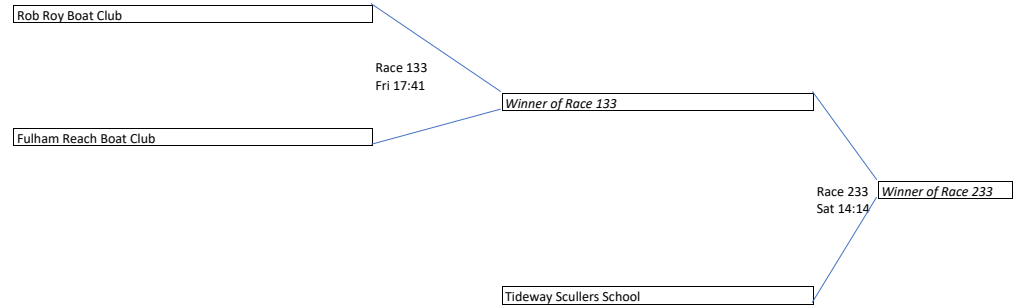 Rob Roy Boat Club
Race 133
Fri 17:41
Winner of Race 133
Fulham Reach Boat Club
Race 233
Sat 14:14
Winner of Race 233
Tideway Scullers School